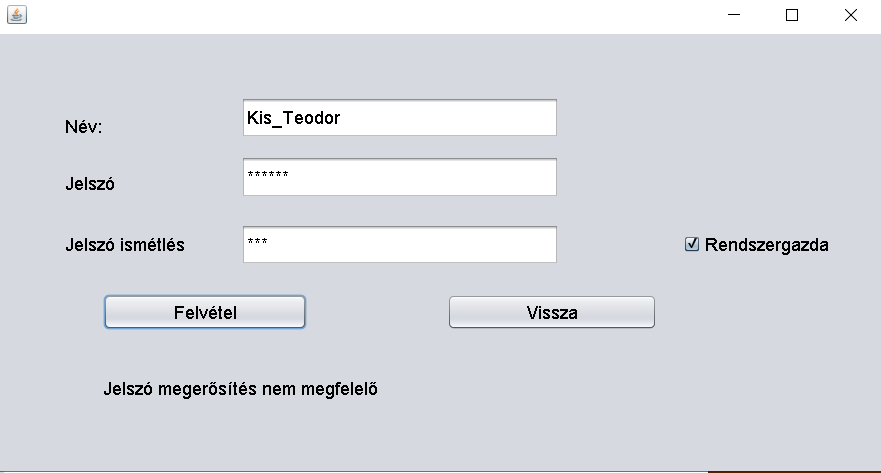 Név:
Kis_Teodor
Jelszó
******
Jelszó ismétlés
***
Rendszergazda
Felvétel
Vissza
Jelszó megerősítés nem megfelelő